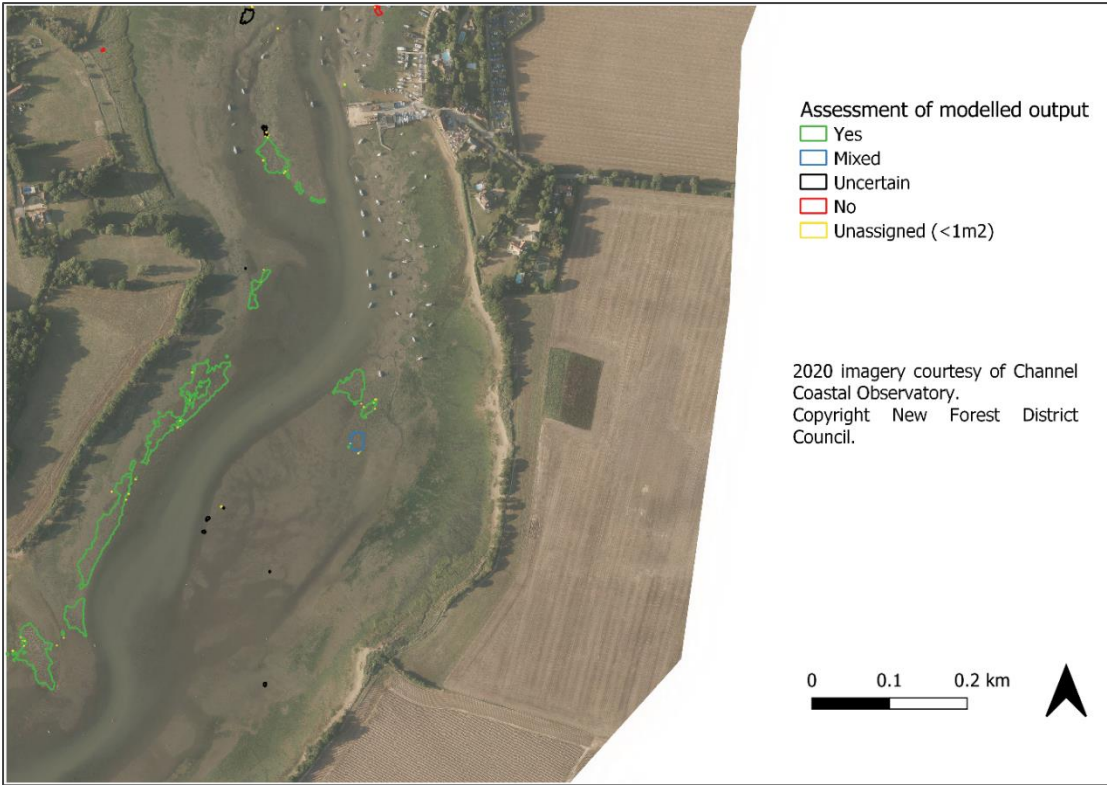 Assessment of modelled output
Yes
Mixed
Uncertain
No
Unassigned (<1m2)
2020 imagery courtesy of Channel
Coastal Observatory.
Copyright New Forest District
Council.
0 0.1 0.2 km